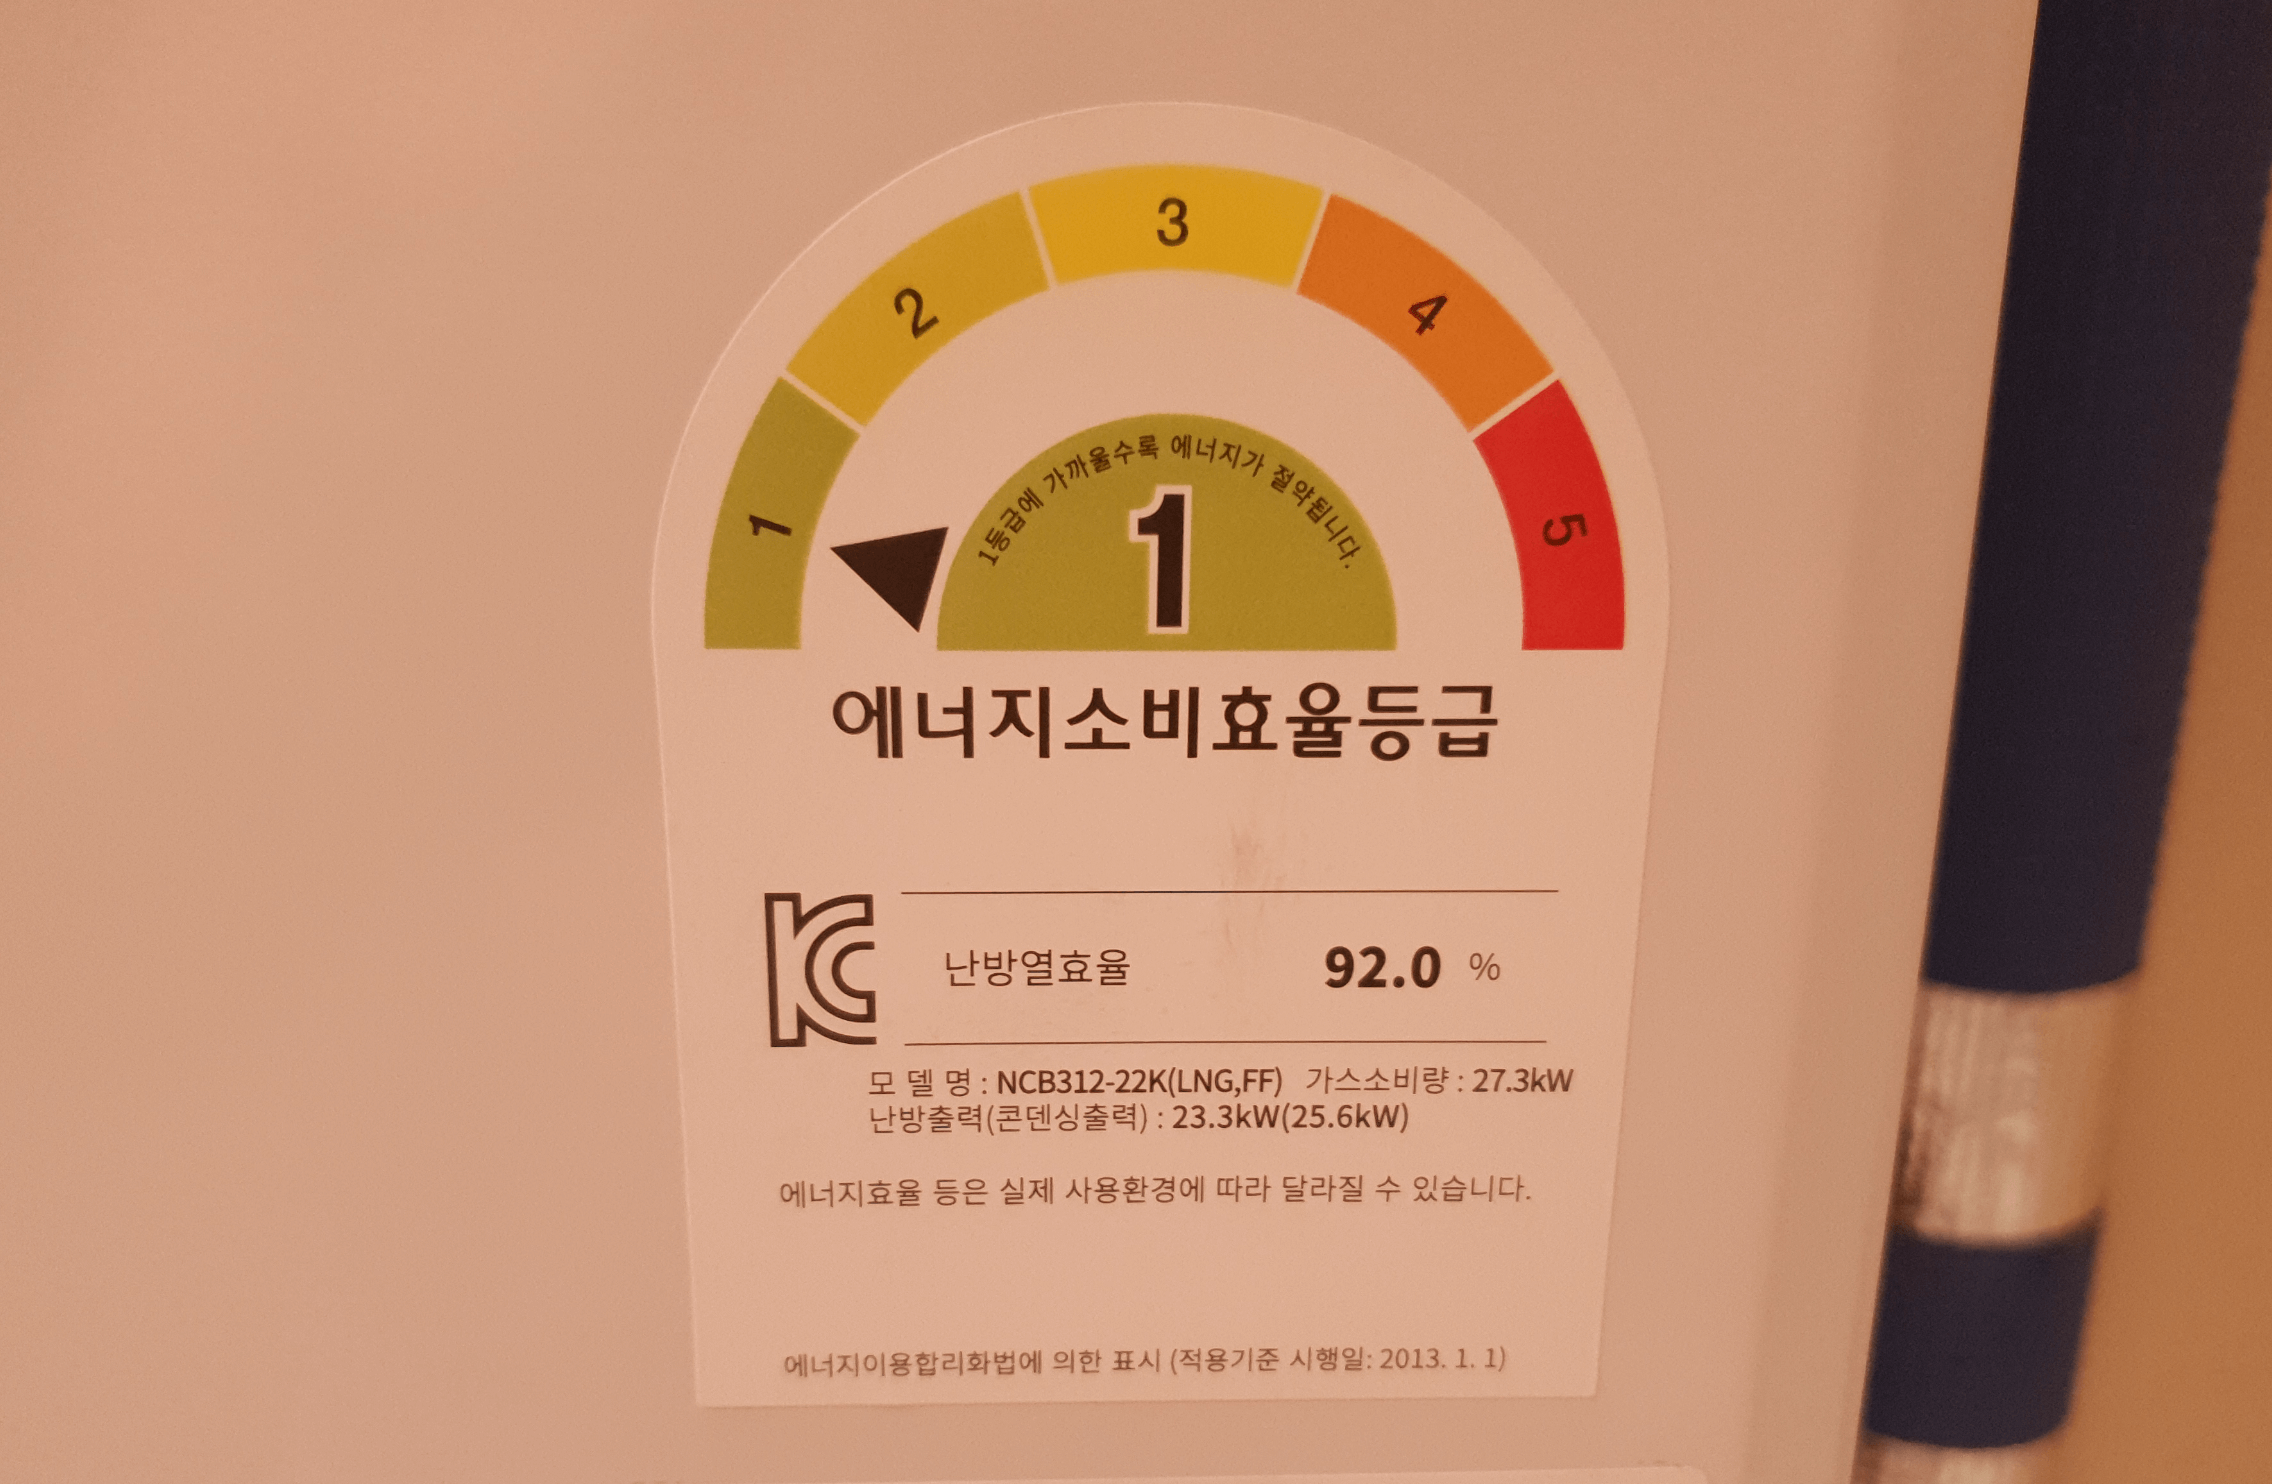 3
2
4
1
5
1등급에 가까울수록 에너지가 절약됩니다.
1
에너지소비효율등급
KC
난방열효율 92.0 %
모 델 명 : NCB312-22K(LNG,FF) 가스소비량 : 27.3kW
난방출력(콘덴싱출력) : 23.3kW(25.6kW)
에너지효율 등은 실제 사용환경에 따라 달라질 수 있습니다.
에너지이용합리화법에 의한 표시 (적용기준 시행일: 2013. 1. 1)